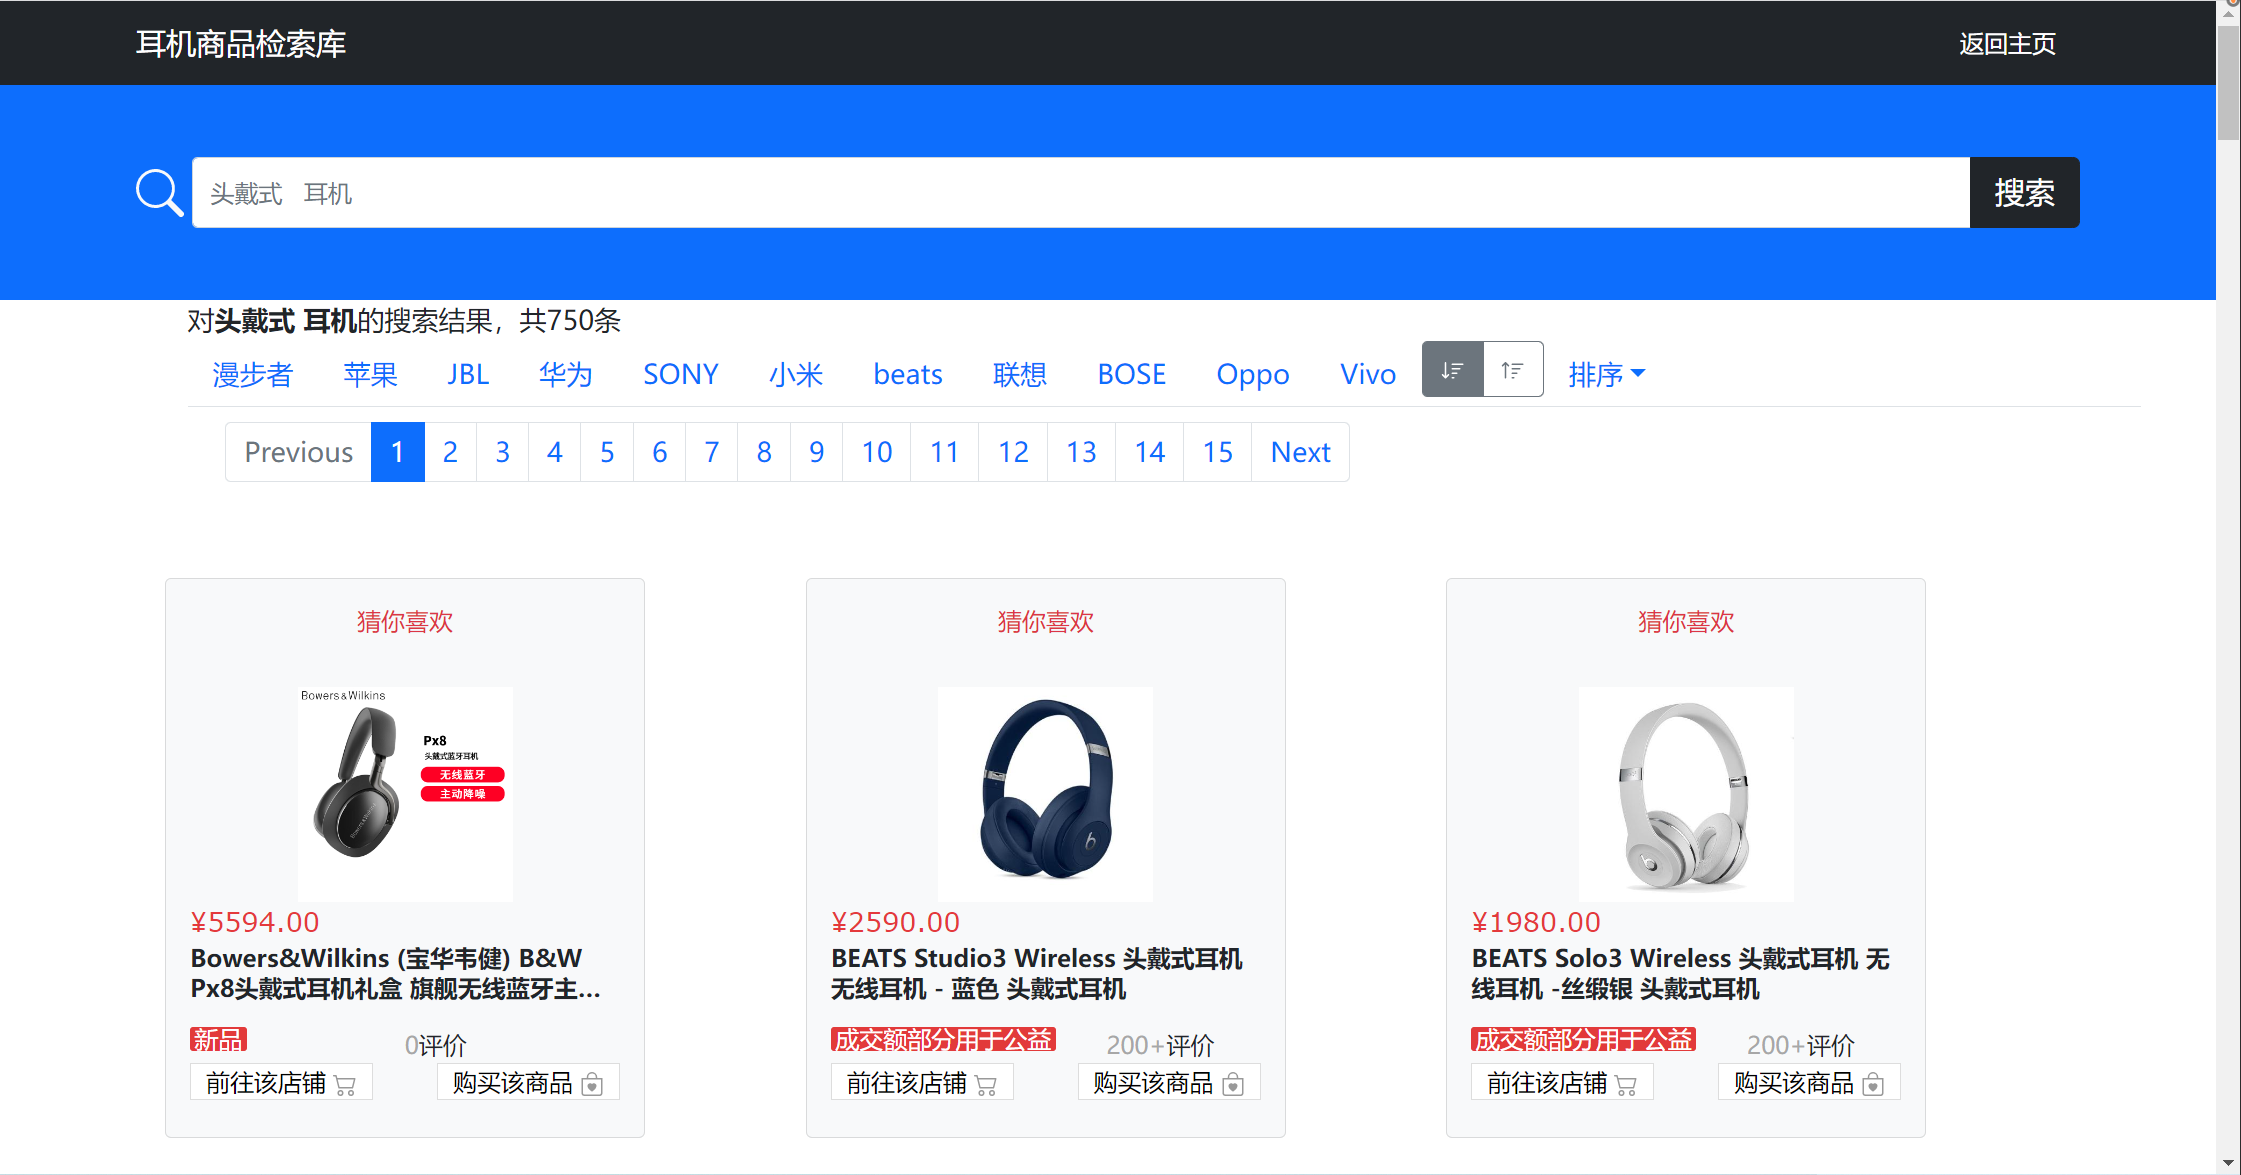 耳机商品检索库
返回主页
头戴式 耳机
搜索
对头戴式 耳机的搜索结果，共750条
漫步者 苹果 JBL 华为 SONY 小米 beats 联想 BOSE Oppo Vivo 排序
Previous 1 2 3 4 5 6 7 8 9 10 11 12 13 14 15 Next
猜你喜欢
Bowers&Wilkins
Px8
头戴式蓝牙耳机
无线蓝牙
主动降噪
¥5594.00
Bowers&Wilkins (宝华韦健) B&W
Px8头戴式耳机礼盒 旗舰无线蓝牙主...
新品
0评价
前往该店铺
购买该商品
猜你喜欢
¥2590.00
BEATS Studio3 Wireless 头戴式耳机
无线耳机 - 蓝色 头戴式耳机
成交额部分用于公益
200+评价
前往该店铺
购买该商品
猜你喜欢
¥1980.00
BEATS Solo3 Wireless 头戴式耳机 无
线耳机 -丝缎银 头戴式耳机
成交额部分用于公益
200+评价
前往该店铺
购买该商品